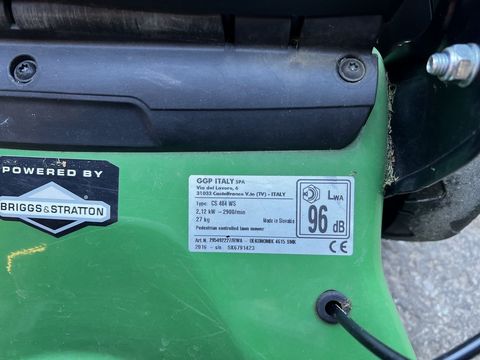 POWERED BY
BRIGGS & STRATTON
GGP ITALY SPA
Via del Lavoro, 6
31033 Castelfranco V.to (TV) - ITALY
Type: CS 484 WS
2,12 kW - 2900/min
27 kg
Made in Slovakia
Pedestrian controlled lawn mower
LWA
96 dB
CE
2016 - s/n